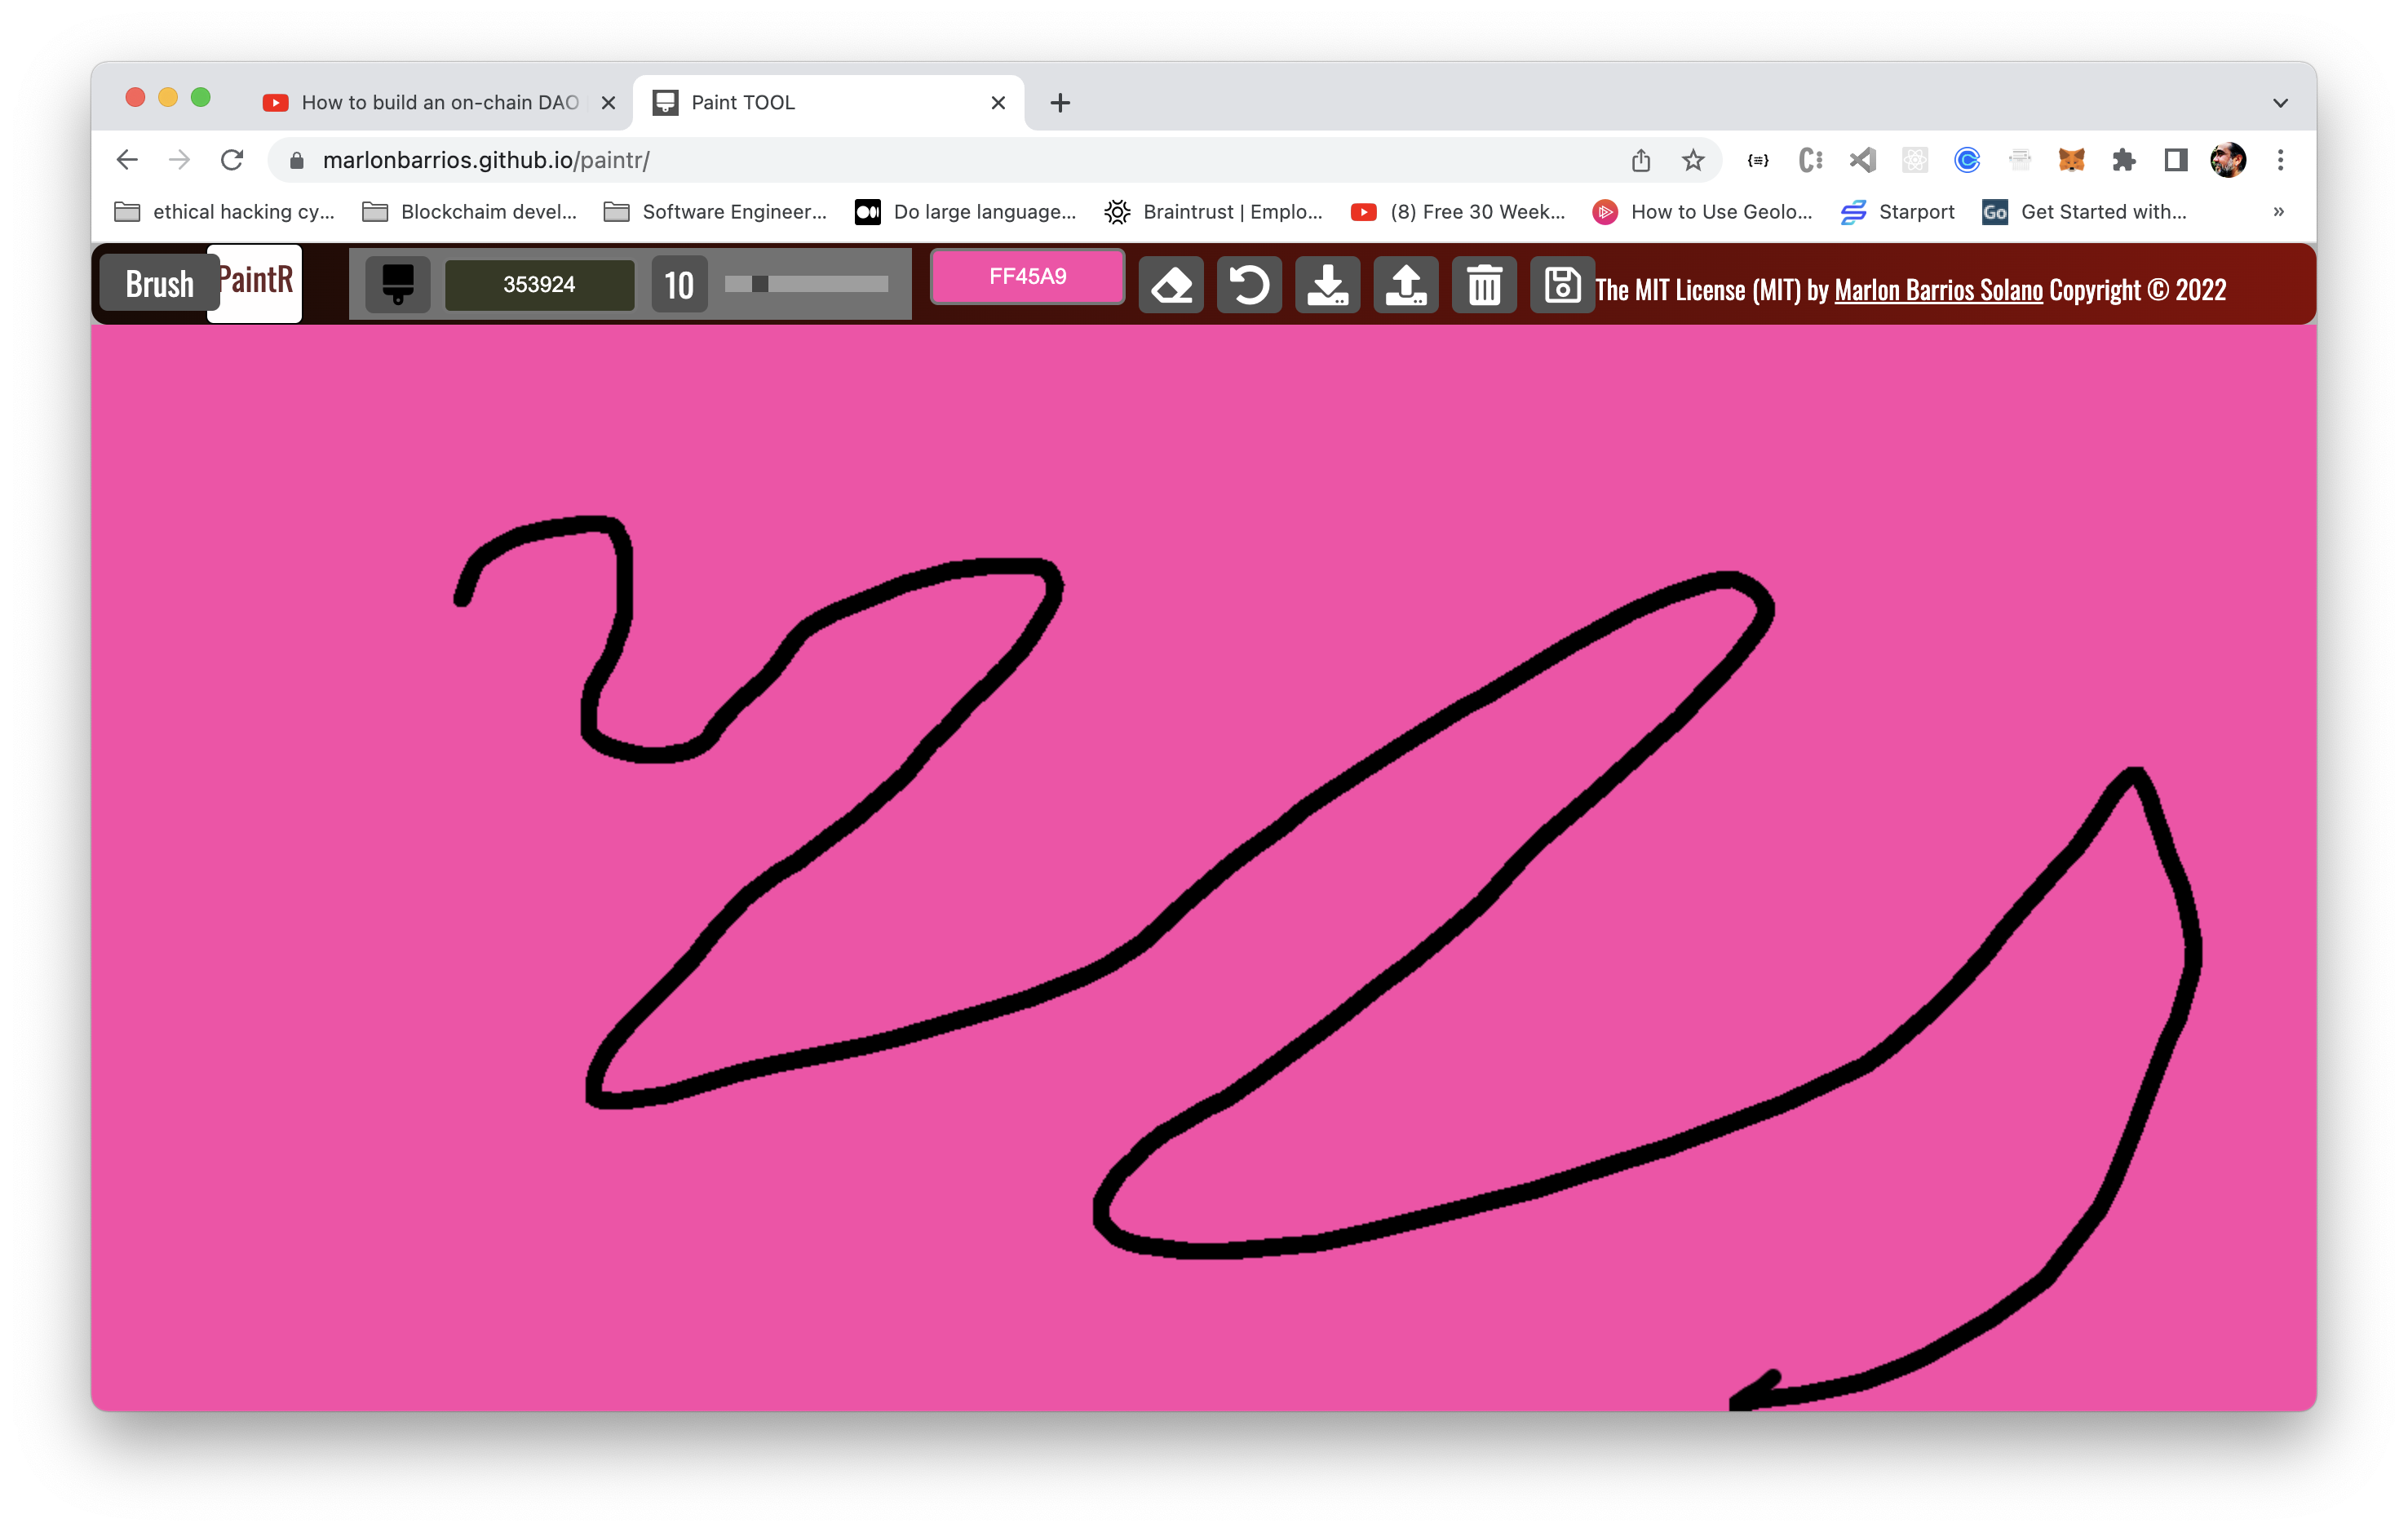 How to build an on-chain DAO
Paint TOOL
marlonbarrios.github.io/paintr/
ethical hacking cy...
Blockchaim devel...
Software Engineer...
Do large language...
Braintrust | Emplo...
(8) Free 30 Week...
How to Use Geolo...
Starport
Go
Get Started with...
»
Brush
PaintR
353924
10
FF45A9
The MIT License (MIT) by Marlon Barrios Solano Copyright © 2022